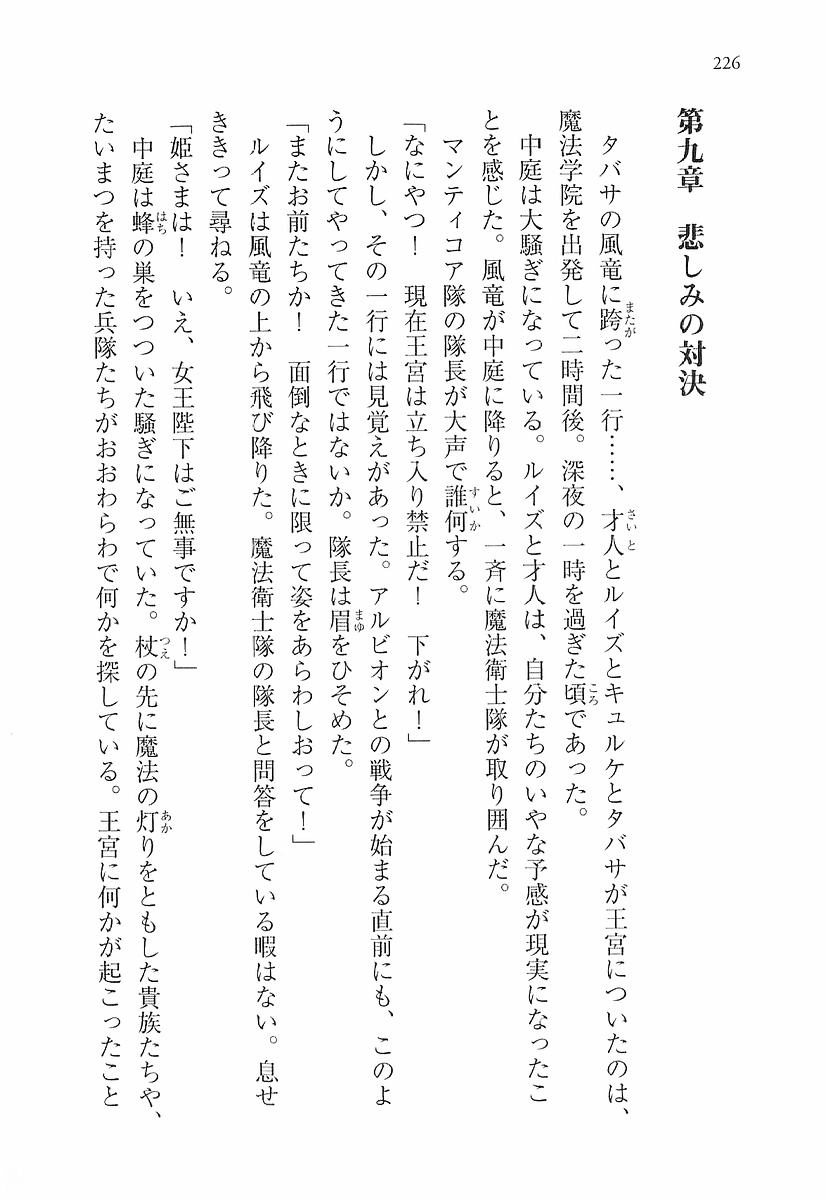 226
第九章　悲しみの対決
タバサの風竜に跨った一行……、才人とルイズとキュルケとタバサが王宮についたのは、
魔法学院を出発して二時間後。深夜の一時を過ぎた頃であった。
中庭は大騒ぎになっている。ルイズと才人は、自分たちのいやな予感が現実になったこ
とを感じた。風竜が中庭に降りると、一斉に魔法衛士隊が取り囲んだ。
マンティコア隊の隊長が大声で誰何する。
「なにやつ！　現在王宮は立ち入り禁止だ！　下がれ！」
しかし、その一行には見覚えがあった。アルビオンとの戦争が始まる直前にも、このよ
うにしてやってきた一行ではないか。隊長は眉をひそめた。
「またお前たちか！　面倒なときに限って姿をあらわしおって！」
ルイズは風竜の上から飛び降りた。魔法衛士隊の隊長と問答をしている暇はない。息せ
ききって尋ねる。
「姫さまは！　いえ、女王陛下はご無事ですか！」
中庭は蜂の巣をつついた騒ぎになっていた。杖の先に魔法の灯りをともした貴族たちや、
たいまつを持った兵隊たちがおおわらわで何かを探している。王宮に何かが起こったこと